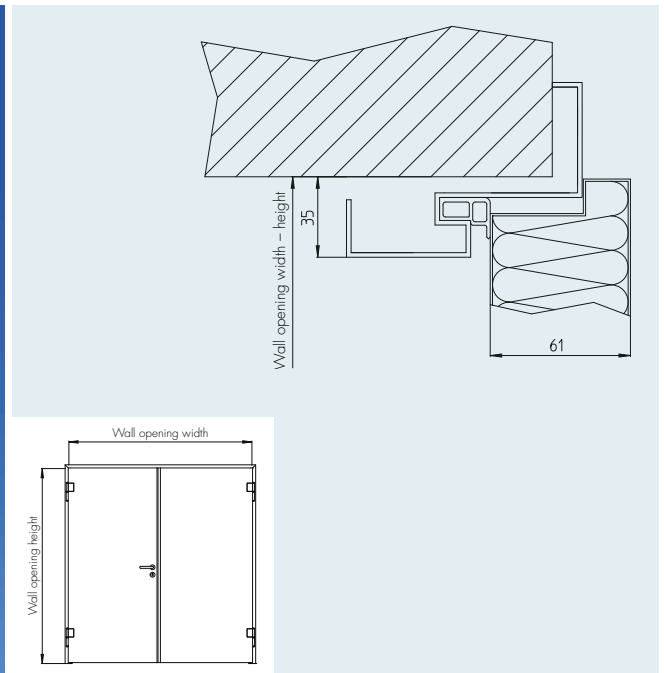 Wall opening width – height
35
61
Wall opening width
Wall opening height